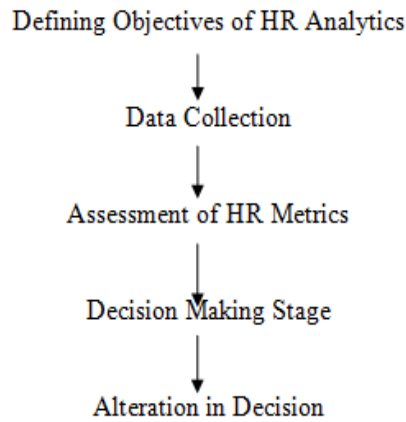 Defining Objectives of HR Analytics
Data Collection
Assessment of HR Metrics
Decision Making Stage
Alteration in Decision